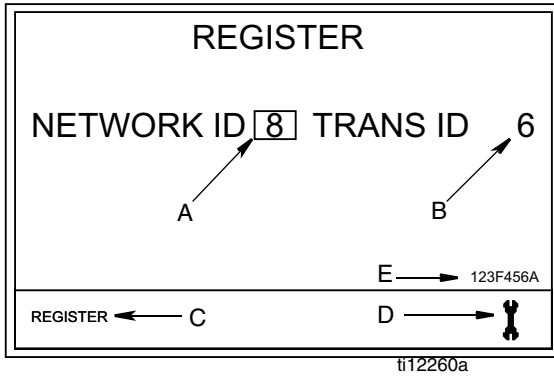 REGISTER
NETWORK ID 8 TRANS ID 6
A B
E 123F456A
REGISTER C D
ti12260a